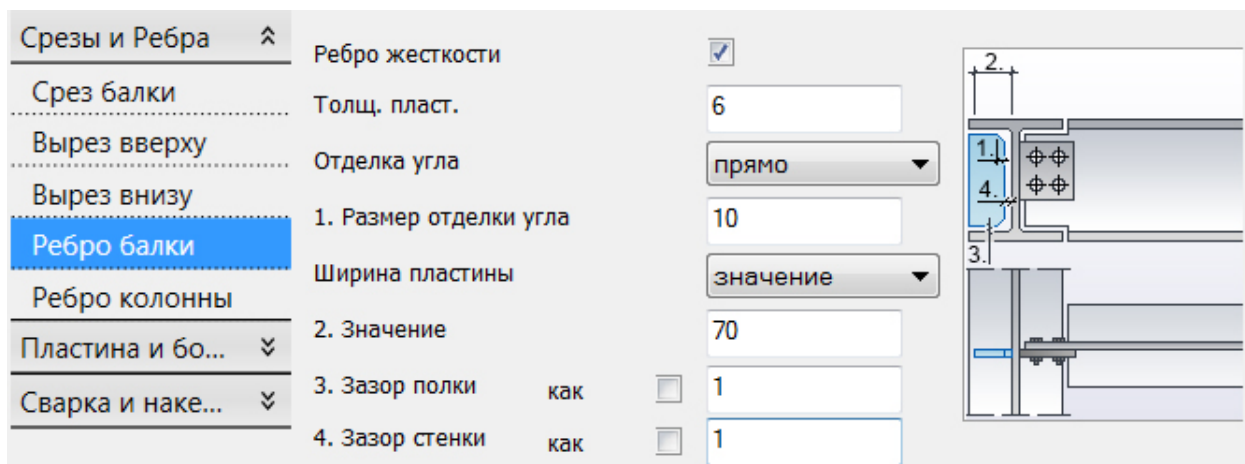 Срезы и Ребра
Срез балки
Вырез вверху
Вырез внизу
Ребро балки
Ребро колонны
Пластина и бо...
Сварка и наке...
Ребро жесткости
Толщ. пласт. 6
Отделка угла прямо
1. Размер отделки угла 10
Ширина пластины значение
2. Значение 70
3. Зазор полки как 1
4. Зазор стенки как 1
2.
1.
4.
3.